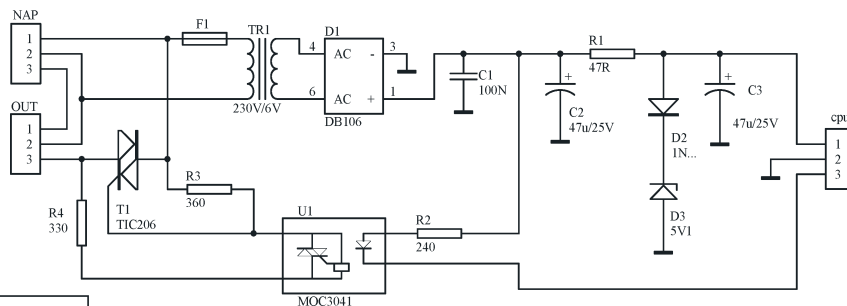 NAP
1
2
3
OUT
1
2
3
F1
TR1
230V/6V
D1
4
AC
-
3
6
AC
+
1
DB106
C1
100N
C2
47u/25V
R1
47R
D2
1N...
D3
5V1
C3
47u/25V
cpu
1
2
3
R3
360
R4
330
T1
TIC206
U1
MOC3041
R2
240